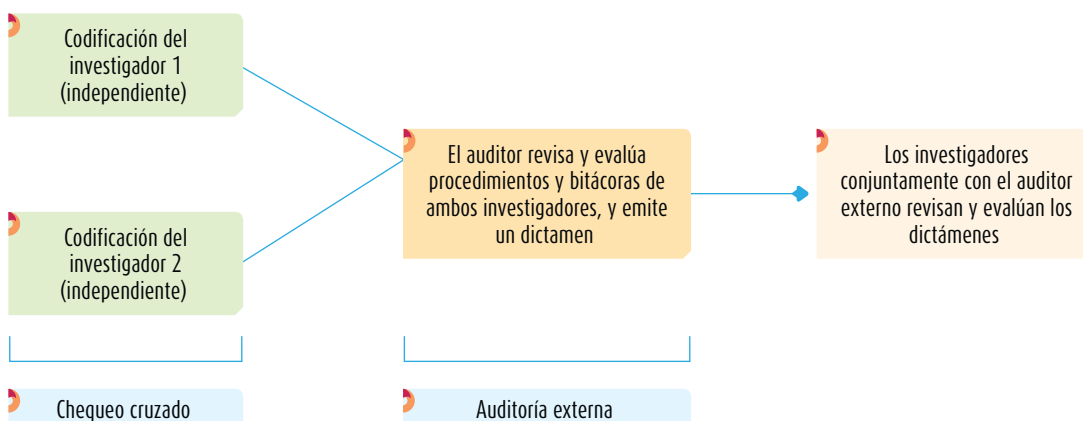 Codificación del
investigador 1
(independiente)
El auditor revisa y evalúa
procedimientos y bitácoras de
ambos investigadores, y emite
un dictamen
Los investigadores
conjuntamente con el auditor
externo revisan y evalúan los
dictámenes
Codificación del
investigador 2
(independiente)
Chequeo cruzado
Auditoría externa